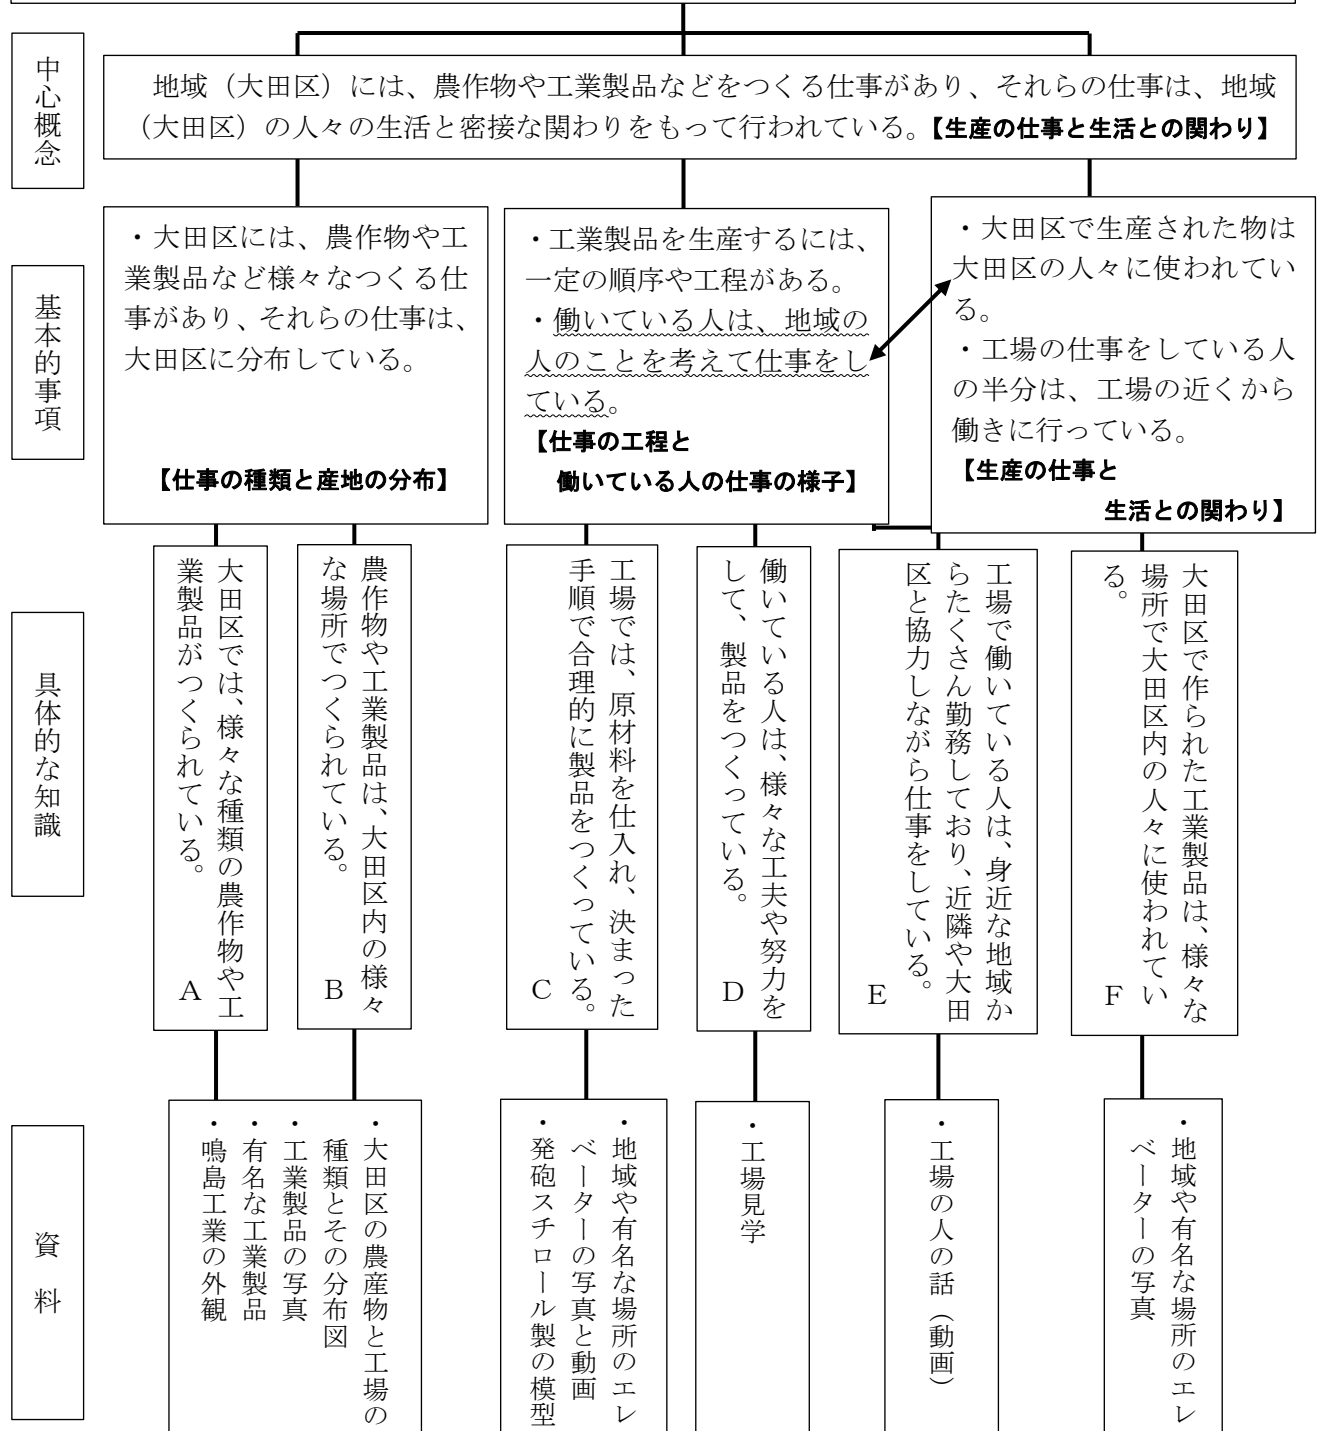 中心概念
地域（大田区）には、農作物や工業製品などをつくる仕事があり、それらの仕事は、地域
（大田区）の人々の生活と密接な関わりをもって行われている。【生産の仕事と生活との関わり】
基本的事項
・大田区には、農作物や工
業製品など様々なつくる仕
事があり、それらの仕事は、
大田区に分布している。
【仕事の種類と産地の分布】
・工業製品を生産するには、
一定の順序や工程がある。
・働いている人は、地域の
人のことを考えて仕事をし
ている。
【仕事の工程と
働いている人の仕事の様子】
・大田区で生産された物は
大田区の人々に使われてい
る。
・工場の仕事をしている人
の半分は、工場の近くから
働きに行っている。
【生産の仕事と
生活との関わり】
具体的な知識
大田区では、様々な種類の農作物や工
業製品がつくられている。
A
農作物や工業製品は、大田区内の様々
な場所でつくられている。
B
工場では、原材料を仕入れ、決まった
手順で合理的に製品をつくっている。
C
働いている人は、様々な工夫や努力を
して、製品をつくっている。
D
工場で働いている人は、身近な地域か
らたくさん勤務しており、近隣や大田
区と協力しながら仕事をしている。
E
大田区で作られた工業製品は、様々な
場所で大田区内の人々に使われてい
る。
F
資料
・大田区の農産物と工場の
種類とその分布図
・工業製品の写真
・有名な工業製品
・鳴島工業の外観
・地域や有名な場所のエレ
ベーターの写真と動画
・発砲スチロール製の模型
・工場見学
・工場の人の話（動画）
・地域や有名な場所のエレ
ベーターの写真